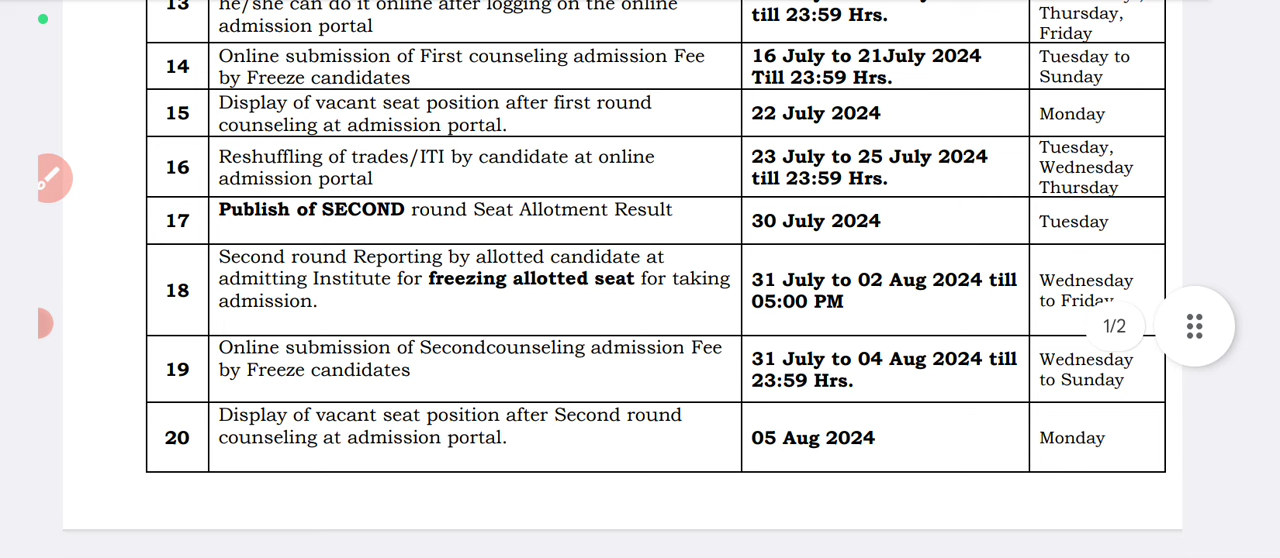 13
he/she can do it online after logging on the online
admission portal
till 23:59 Hrs.
Thursday,
Friday
14
Online submission of First counseling admission Fee
by Freeze candidates
16 July to 21July 2024
Till 23:59 Hrs.
Tuesday to
Sunday
15
Display of vacant seat position after first round
counseling at admission portal.
22 July 2024
Monday
16
Reshuffling of trades/ITI by candidate at online
admission portal
23 July to 25 July 2024
till 23:59 Hrs.
Tuesday,
Wednesday
Thursday
17
Publish of SECOND round Seat Allotment Result
30 July 2024
Tuesday
18
Second round Reporting by allotted candidate at
admitting Institute for freezing allotted seat for taking
admission.
31 July to 02 Aug 2024 till
05:00 PM
Wednesday
to Friday
1/2
19
Online submission of Secondcounseling admission Fee
by Freeze candidates
31 July to 04 Aug 2024 till
23:59 Hrs.
Wednesday
to Sunday
20
Display of vacant seat position after Second round
counseling at admission portal.
05 Aug 2024
Monday